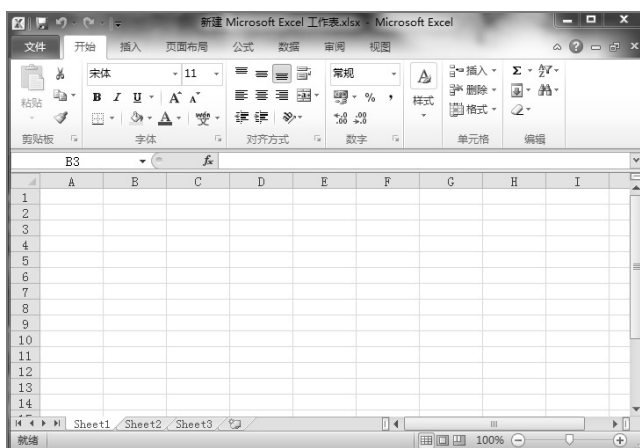 新建 Microsoft Excel 工作表.xlsx - Microsoft Excel
文件 开始 插入 页面布局 公式 数据 审阅 视图
宋体 11 常规 插入 Σ
粘贴 B I U A A % , 样式 删除
A wén 文 .0 .00 .00 .0 格式
剪贴板 字体 对齐方式 数字 单元格 编辑
B3 fx
A B C D E F G H I
1
2
3
4
5
6
7
8
9
10
11
12
13
14
Sheet1 Sheet2 Sheet3
就绪 100%